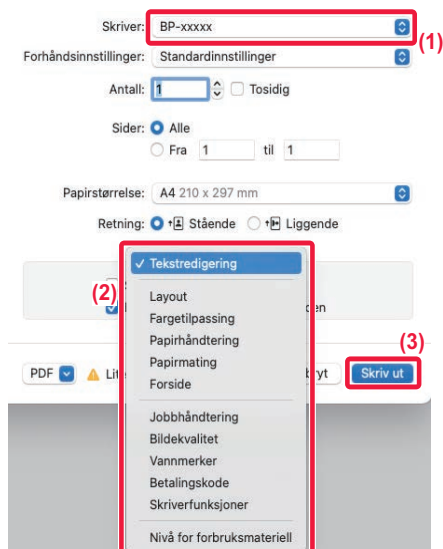 Skriver: BP-xxxxx
(1)
Forhåndsinnstillinger: Standardinnstillinger
Antall: 1 Tosidig
Sider: Alle
Fra 1 til 1
Papirstørrelse: A4 210 x 297 mm
Retning: Stående Liggende
Tekstredigering
(2)
Layout
Fargetilpassing
Papirhåndtering
(3)
Papirmating
PDF Skriv ut
Forside
Jobbhåndtering
Bildekvalitet
Vannmerker
Betalingskode
Skriverfunksjoner
Nivå for forbruksmateriell